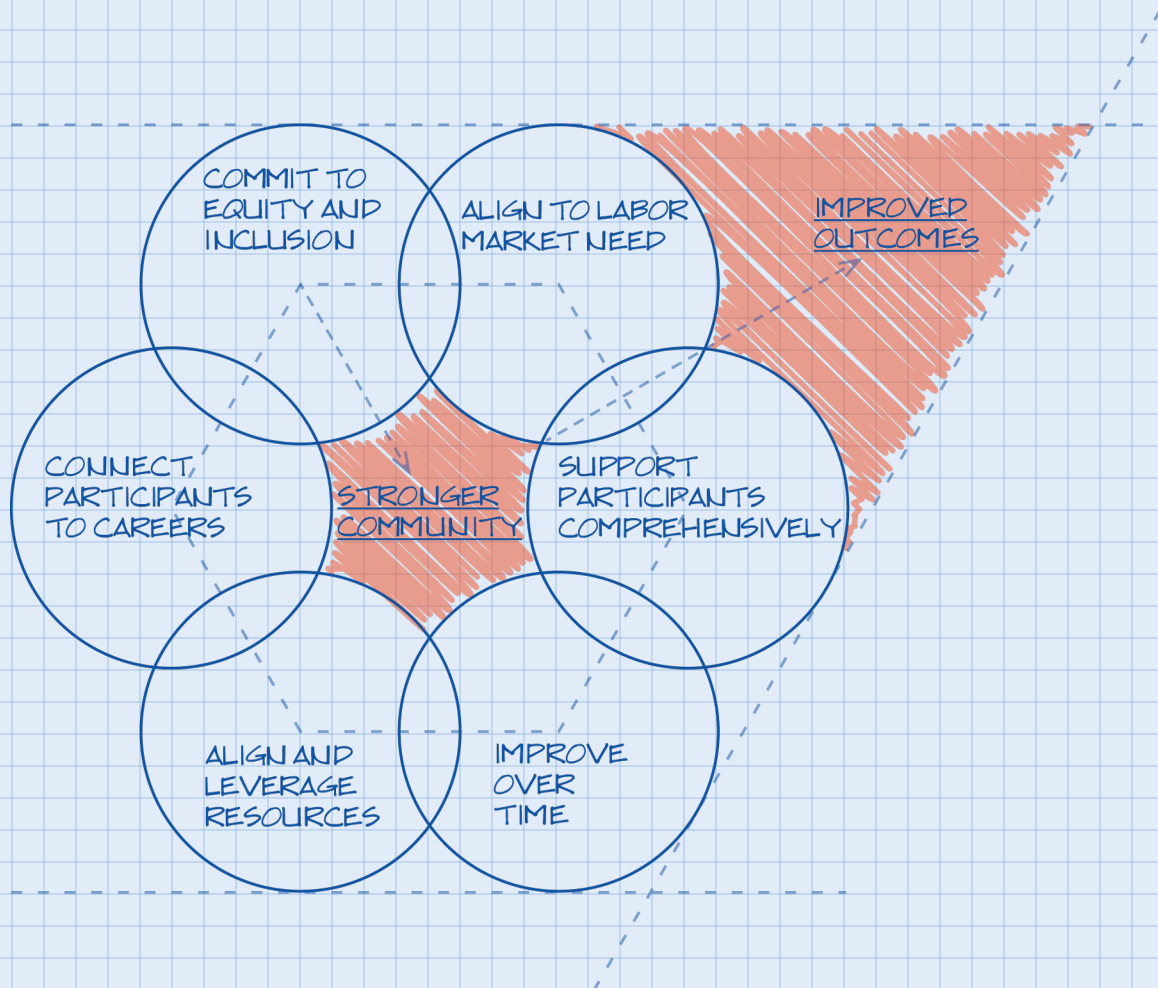 COMMIT TO
EQUITY AND
INCLUSION
ALIGN TO LABOR
MARKET NEED
IMPROVED
OUTCOMES
CONNECT
PARTICIPANTS
TO CAREERS
STRONGER
COMMUNITY
SUPPORT
PARTICIPANTS
COMPREHENSIVELY
ALIGN AND
LEVERAGE
RESOURCES
IMPROVE
OVER
TIME